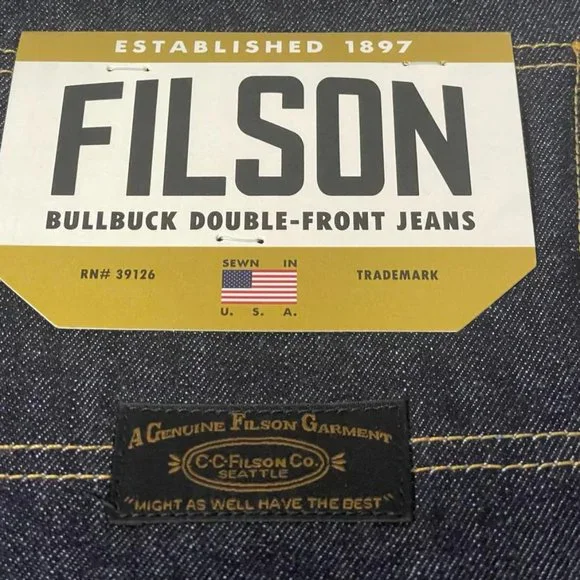 ESTABLISHED 1897
FILSON
BULLBUCK DOUBLE-FRONT JEANS
RN# 39126
SEWN IN
U. S. A.
TRADEMARK
A GENUINE FILSON GARMENT
C·C·FILSON CO.
SEATTLE
"MIGHT AS WELL HAVE THE BEST"